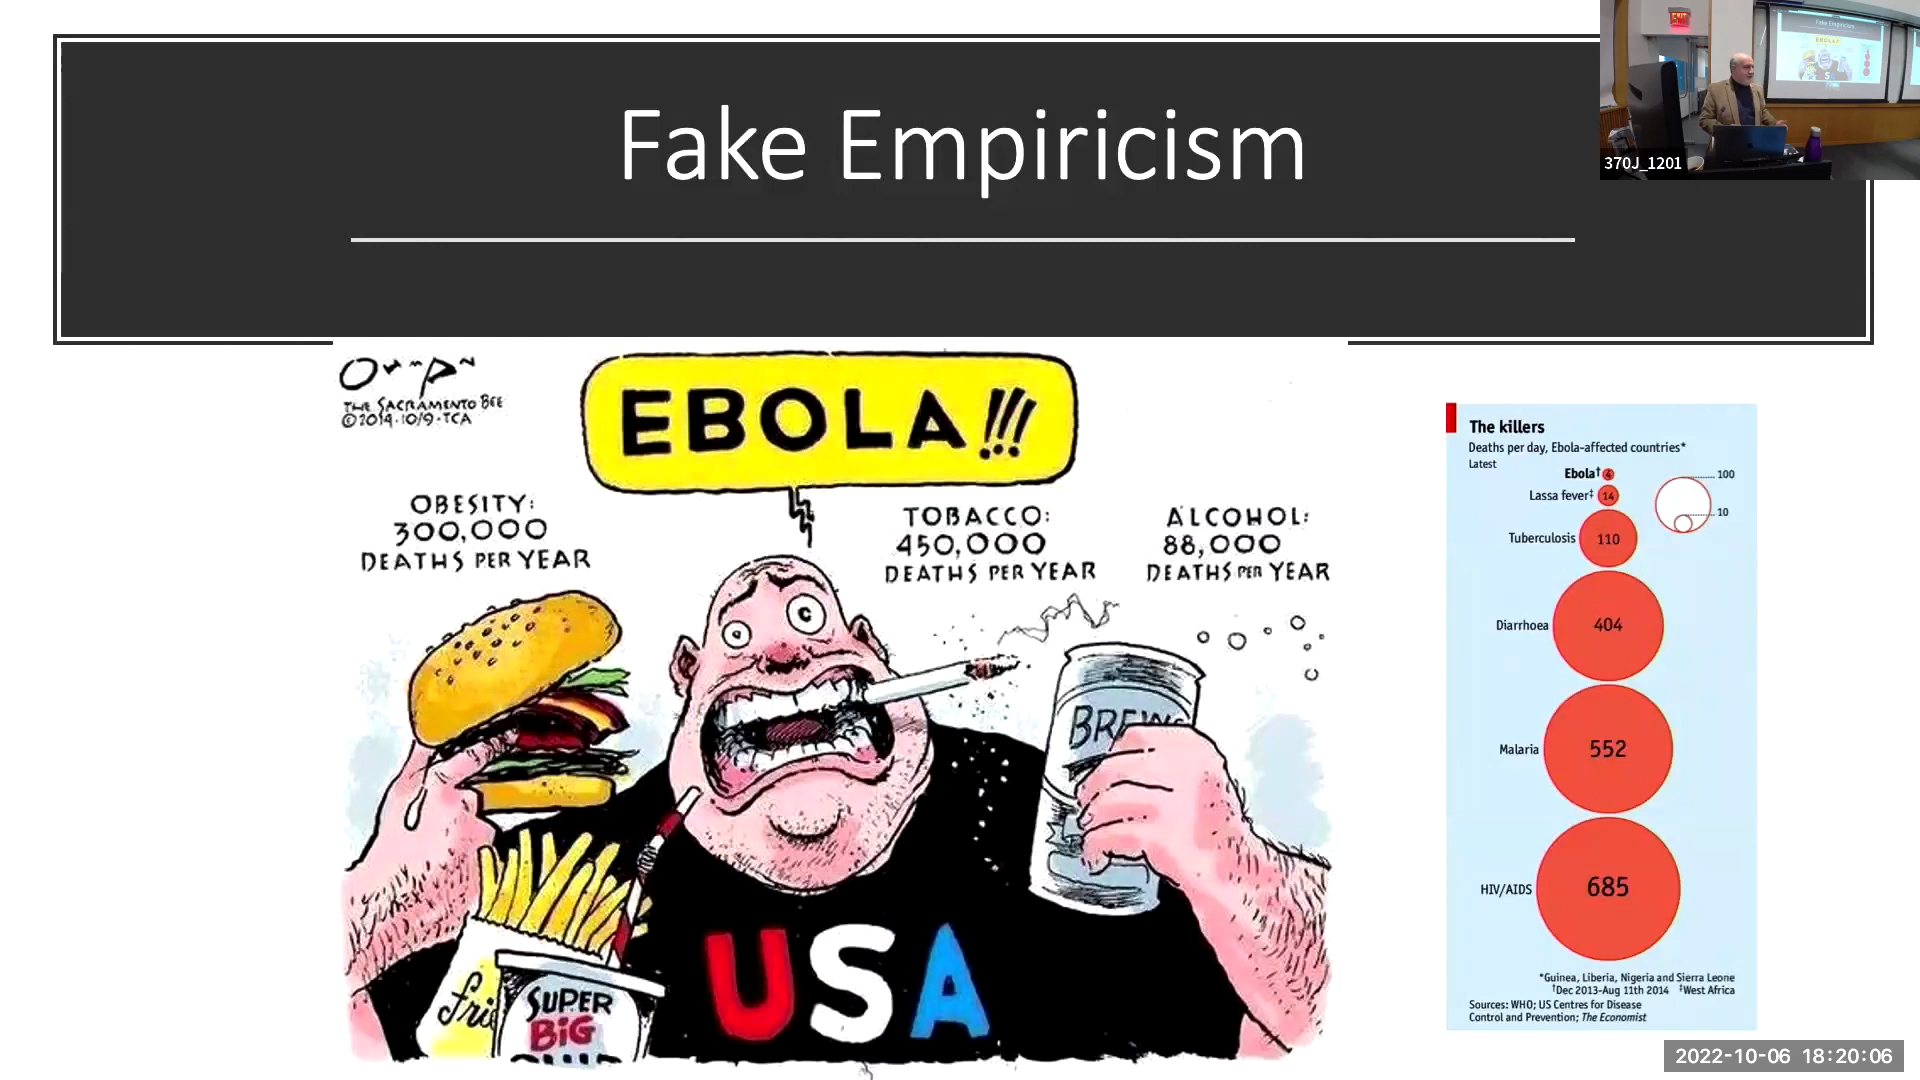 Fake Empiricism
EXIT
370J_1201
THE SACRAMENTO BEE
©2014·10/9·TCA
EBOLA!!!
OBESITY:
300,000
DEATHS PER YEAR
TOBACCO:
450,000
DEATHS PER YEAR
ALCOHOL:
88,000
DEATHS PER YEAR
SUPER
BIG
USA
The killers
Deaths per day, Ebola-affected countries*
Latest
Ebola† 4
Lassa fever‡ 14
100
10
Tuberculosis 110
Diarrhoea 404
Malaria 552
HIV/AIDS 685
*Guinea, Liberia, Nigeria and Sierra Leone
†Dec 2013-Aug 11th 2014 ‡West Africa
Sources: WHO; US Centres for Disease
Control and Prevention; The Economist
2022-10-06 18:20:06